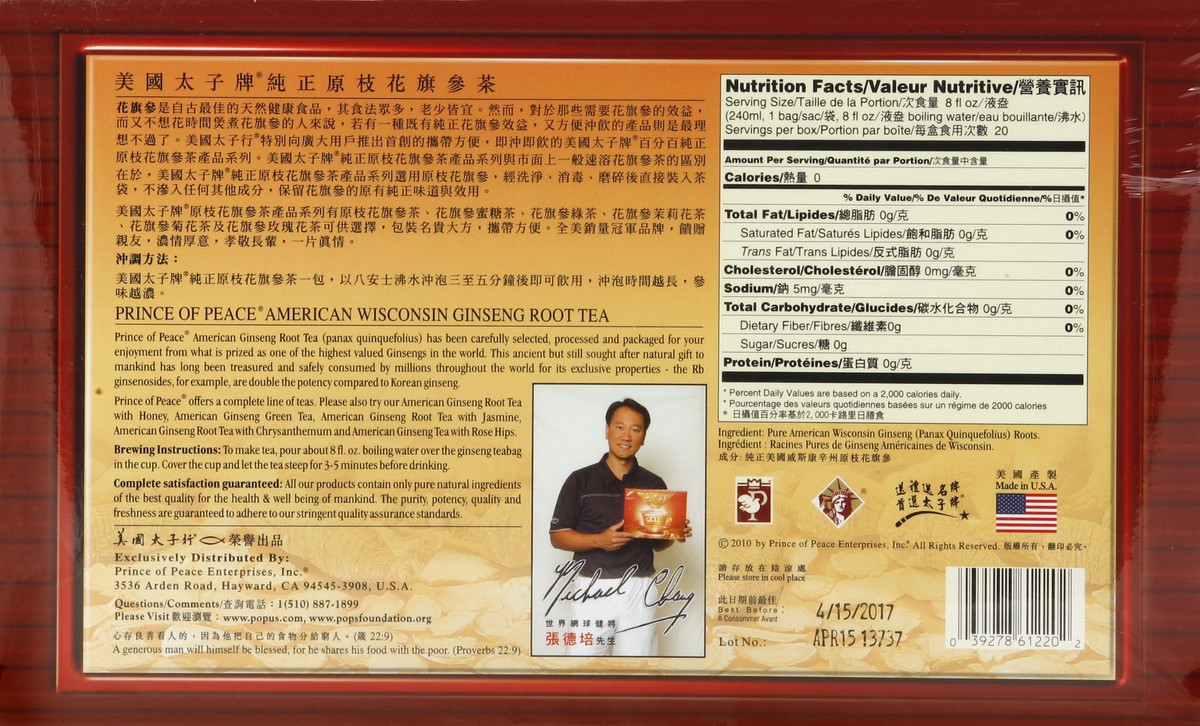 美國太子牌®純正原枝花旗參茶
花旗參是自古最佳的天然健康食品，其食法眾多，老少皆宜。然而，對於那些需要花旗參的效益，
而又不想花時間煲煮花旗參的人來說，若有一種既有純正花旗參效益，又方便沖飲的產品則是最理
想不過了。美國太子行®特別向廣大用戶推出首創的攜帶方便，即沖即飲的美國太子牌®百分百純正
原枝花旗參茶產品系列。美國太子牌®純正原枝花旗參茶產品系列與市面上一般速溶花旗參茶的區別
在於，美國太子牌®純正原枝花旗參茶產品系列選用原枝花旗參，經洗淨、消毒、磨碎後直接裝入茶
袋，不滲入任何其他成分，保留花旗參的原有純正味道與效用。
美國太子牌®原枝花旗參茶產品系列有原枝花旗參茶、花旗參蜜糖茶、花旗參綠茶、花旗參茉莉花茶
、花旗參菊花茶及花旗參玫瑰花茶可供選擇，包裝名貴大方，攜帶方便。全美銷量冠軍品牌，饋贈
親友，濃情厚意，孝敬長輩，一片眞情。
沖調方法：
美國太子牌®純正原枝花旗參茶一包，以八安士沸水沖泡三至五分鐘後即可飲用，沖泡時間越長，參
味越濃。
PRINCE OF PEACE® AMERICAN WISCONSIN GINSENG ROOT TEA
Prince of Peace® American Ginseng Root Tea (panax quinquefolius) has been carefully selected, processed and packaged for your
enjoyment from what is prized as one of the highest valued Ginsengs in the world. This ancient but still sought after natural gift to
mankind has long been treasured and safely consumed by millions throughout the world for its exclusive properties - the Rb
ginsenosides, for example, are double the potency compared to Korean ginseng.
Prince of Peace® offers a complete line of teas. Please also try our American Ginseng Root Tea
with Honey, American Ginseng Green Tea, American Ginseng Root Tea with Jasmine,
American Ginseng Root Tea with Chrysanthemum and American Ginseng Tea with Rose Hips.
Brewing Instructions: To make tea, pour about 8 fl. oz. boiling water over the ginseng teabag
in the cup. Cover the cup and let the tea steep for 3-5 minutes before drinking.
Complete satisfaction guaranteed: All our products contain only pure natural ingredients
of the best quality for the health & well being of mankind. The purity, potency, quality and
freshness are guaranteed to adhere to our stringent quality assurance standards.
美國太子行 榮譽出品
Exclusively Distributed By:
Prince of Peace Enterprises, Inc.®
3536 Arden Road, Hayward, CA 94545-3908, U.S.A.
Questions/Comments/查詢電話：1(510) 887-1899
Please Visit 歡迎瀏覽：www.popus.com, www.popsfoundation.org
心存良善看人的，因為他把自己的食物分給窮人。(箴 22:9)
A generous man will himself be blessed, for he shares his food with the poor. (Proverbs 22:9)
Michael Chang
世界網球健將
張德培先生
Nutrition Facts/Valeur Nutritive/營養實訊
Serving Size/Taille de la Portion/次食量 8 fl oz/液盎
(240ml, 1 bag/sac/袋, 8 fl oz/液盎 boiling water/eau bouillante/沸水)
Servings per box/Portion par boîte/每盒食用次數 20
Amount Per Serving/Quantité par Portion/次食量中含量
Calories/熱量 0
% Daily Value/% De Valeur Quotidienne/%日攝值*
Total Fat/Lipides/總脂肪 0g/克 0%
Saturated Fat/Saturés Lipides/飽和脂肪 0g/克 0%
Trans Fat/Trans Lipides/反式脂肪 0g/克
Cholesterol/Cholestérol/膽固醇 0mg/毫克 0%
Sodium/鈉 5mg/毫克 0%
Total Carbohydrate/Glucides/碳水化合物 0g/克 0%
Dietary Fiber/Fibres/纖維素0g 0%
Sugar/Sucres/糖 0g
Protein/Protéines/蛋白質 0g/克
* Percent Daily Values are based on a 2,000 calories daily.
* Pourcentage des valeurs quotidiennes basées sur un régime de 2000 calories
* 日攝值百分率基於2,000卡路里日膳食
Ingredient: Pure American Wisconsin Ginseng (Panax Quinquefolius) Roots.
Ingrédient : Racines Pures de Ginseng Américaines de Wisconsin.
成分: 純正美國威斯康辛州原枝花旗參
送禮送名牌
首選太子牌®
美國產製
Made in U.S.A.
© 2010 by Prince of Peace Enterprises, Inc.® All Rights Reserved. 版權所有，翻印必究。
請存放在陰涼處
Please store in cool place
此日期前最佳:
Best Before:
A Consommer Avant
4/15/2017
Lot No.: APR15 13737
0 39278 61220 2